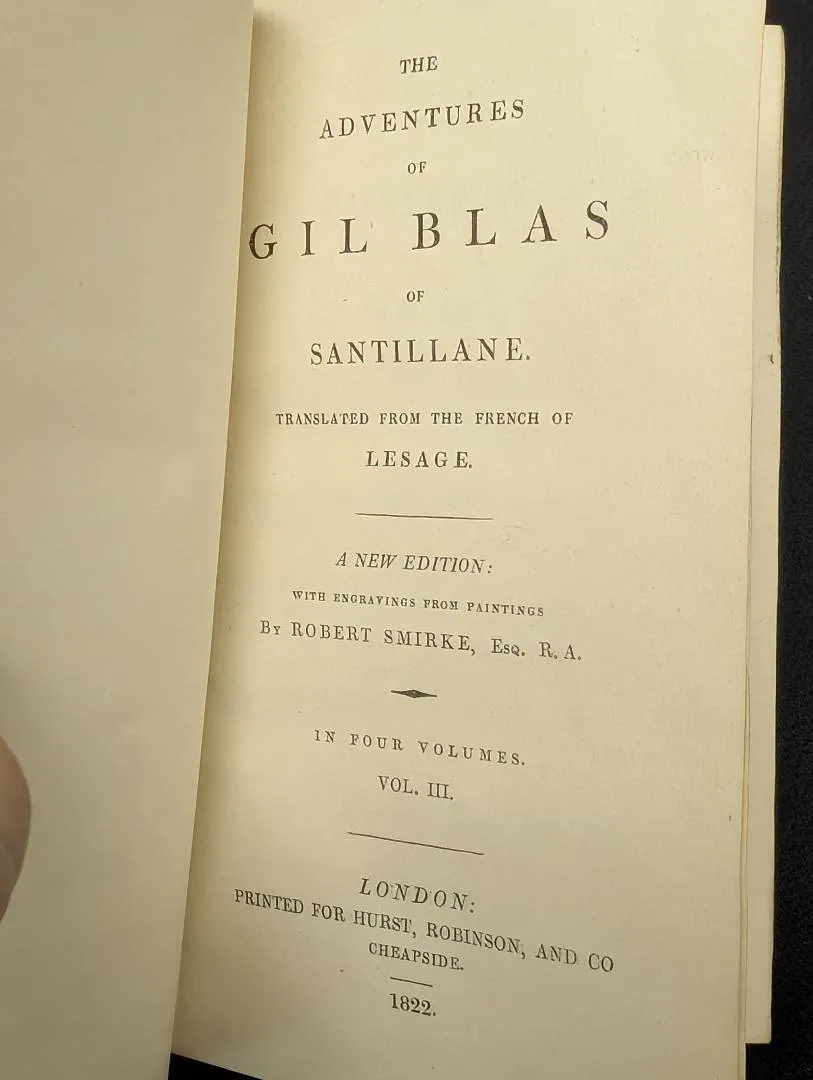 THE
ADVENTURES
OF
GIL BLAS
OF
SANTILLANE.
TRANSLATED FROM THE FRENCH OF
LESAGE.
A NEW EDITION:
WITH ENGRAVINGS FROM PAINTINGS
By ROBERT SMIRKE, Esq. R. A.
IN FOUR VOLUMES.
VOL. III.
LONDON:
PRINTED FOR HURST, ROBINSON, AND CO
CHEAPSIDE.
1822.